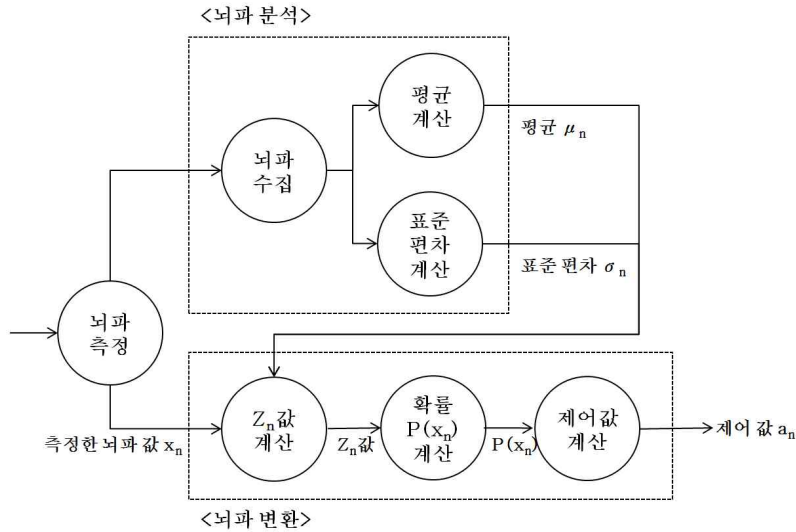 <뇌파 분석>
평균
계산
평균 μn
뇌파
수집
표준
편차
계산
표준 편차 σn
뇌파
측정
측정한 뇌파 값 xn
Zn값
계산
Zn값
확률
P(xn)
계산
P(xn)
제어값
계산
제어 값 an
<뇌파 변환>